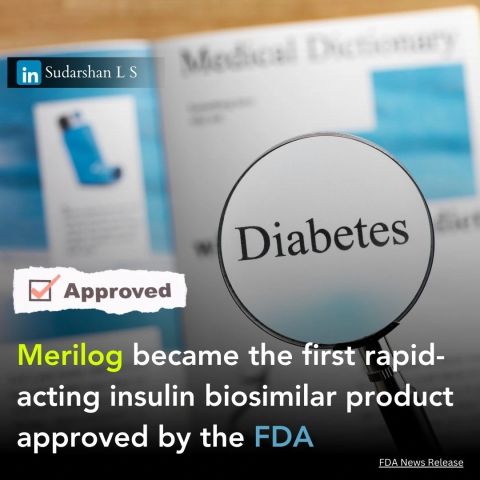 in Sudarshan L S
Medical Dictionary
Diabetes
Approved
Merilog became the first rapid-
acting insulin biosimilar product
approved by the FDA
FDA News Release